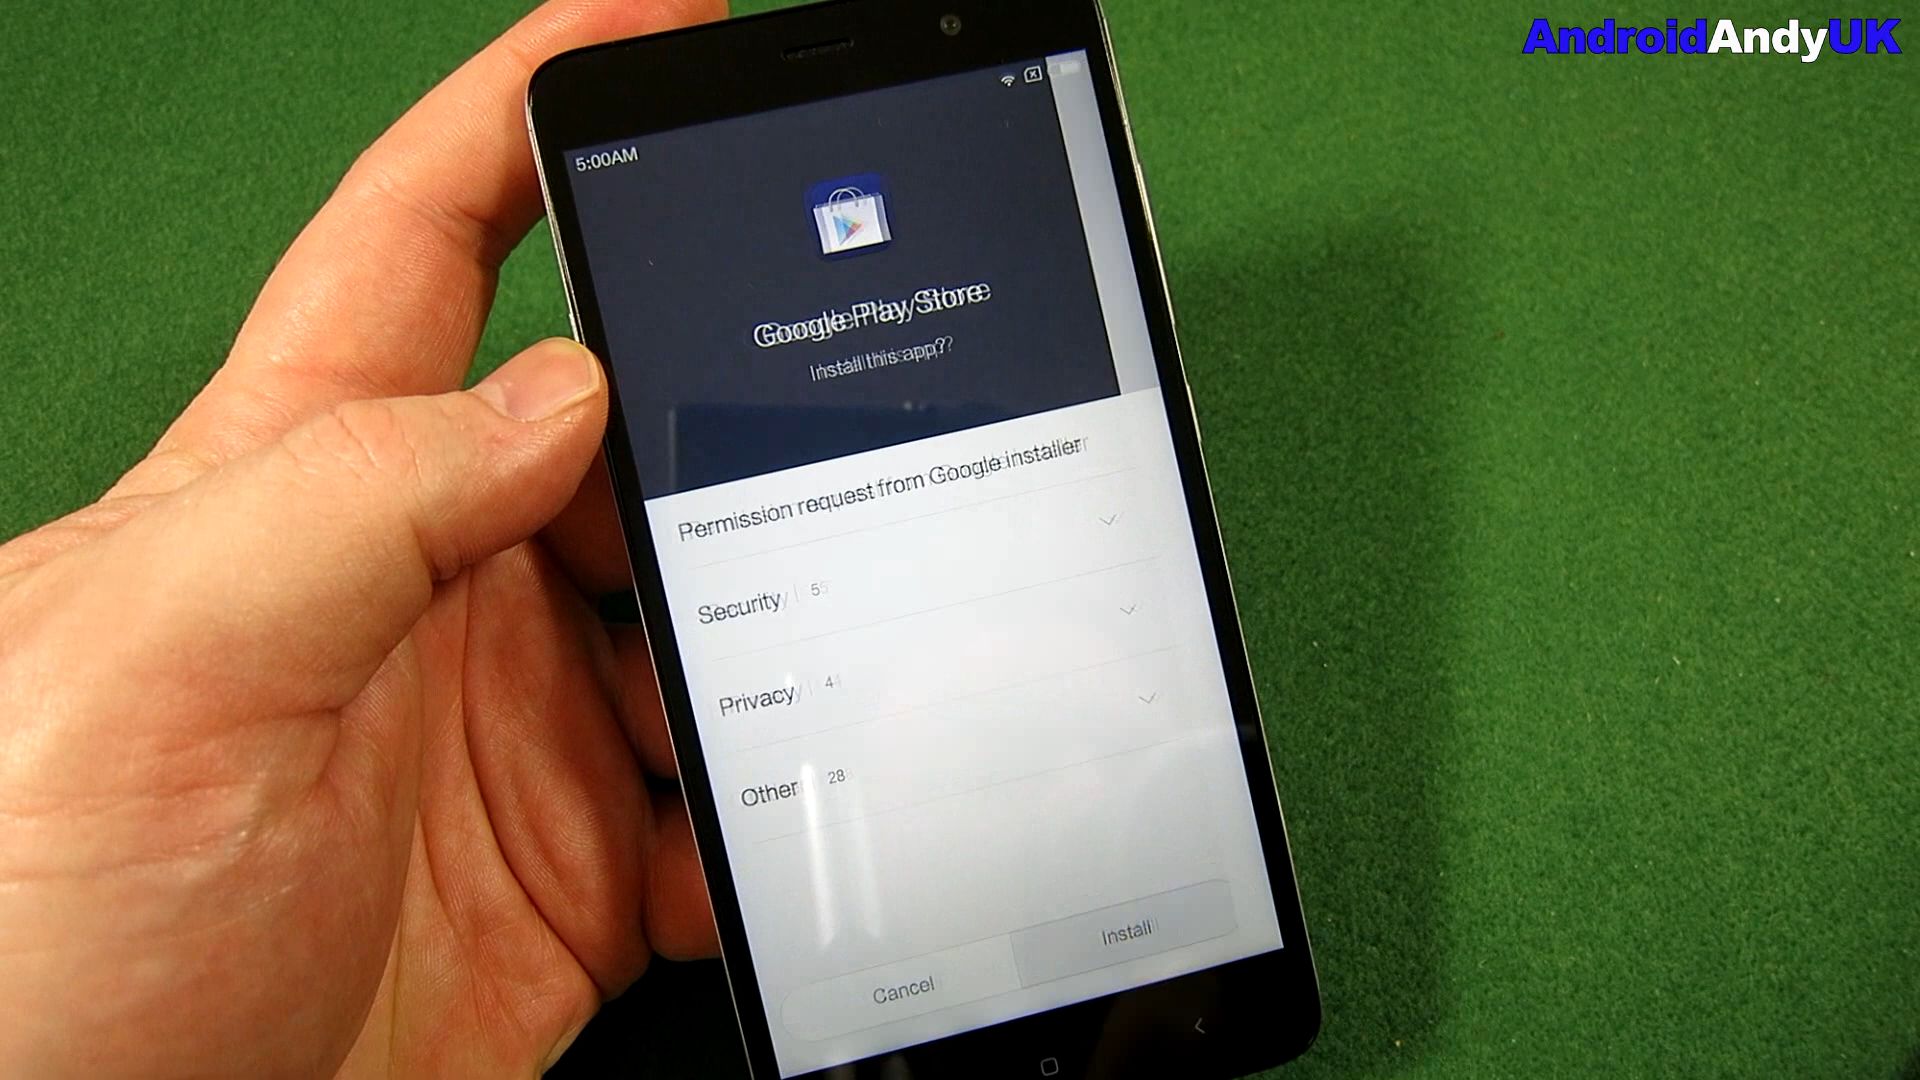 AndroidAndyUK
5:00AM
Google Play Store
Install this app?
Permission request from Google installer
Security | 5
Privacy | 4
Other | 28
Cancel
Install